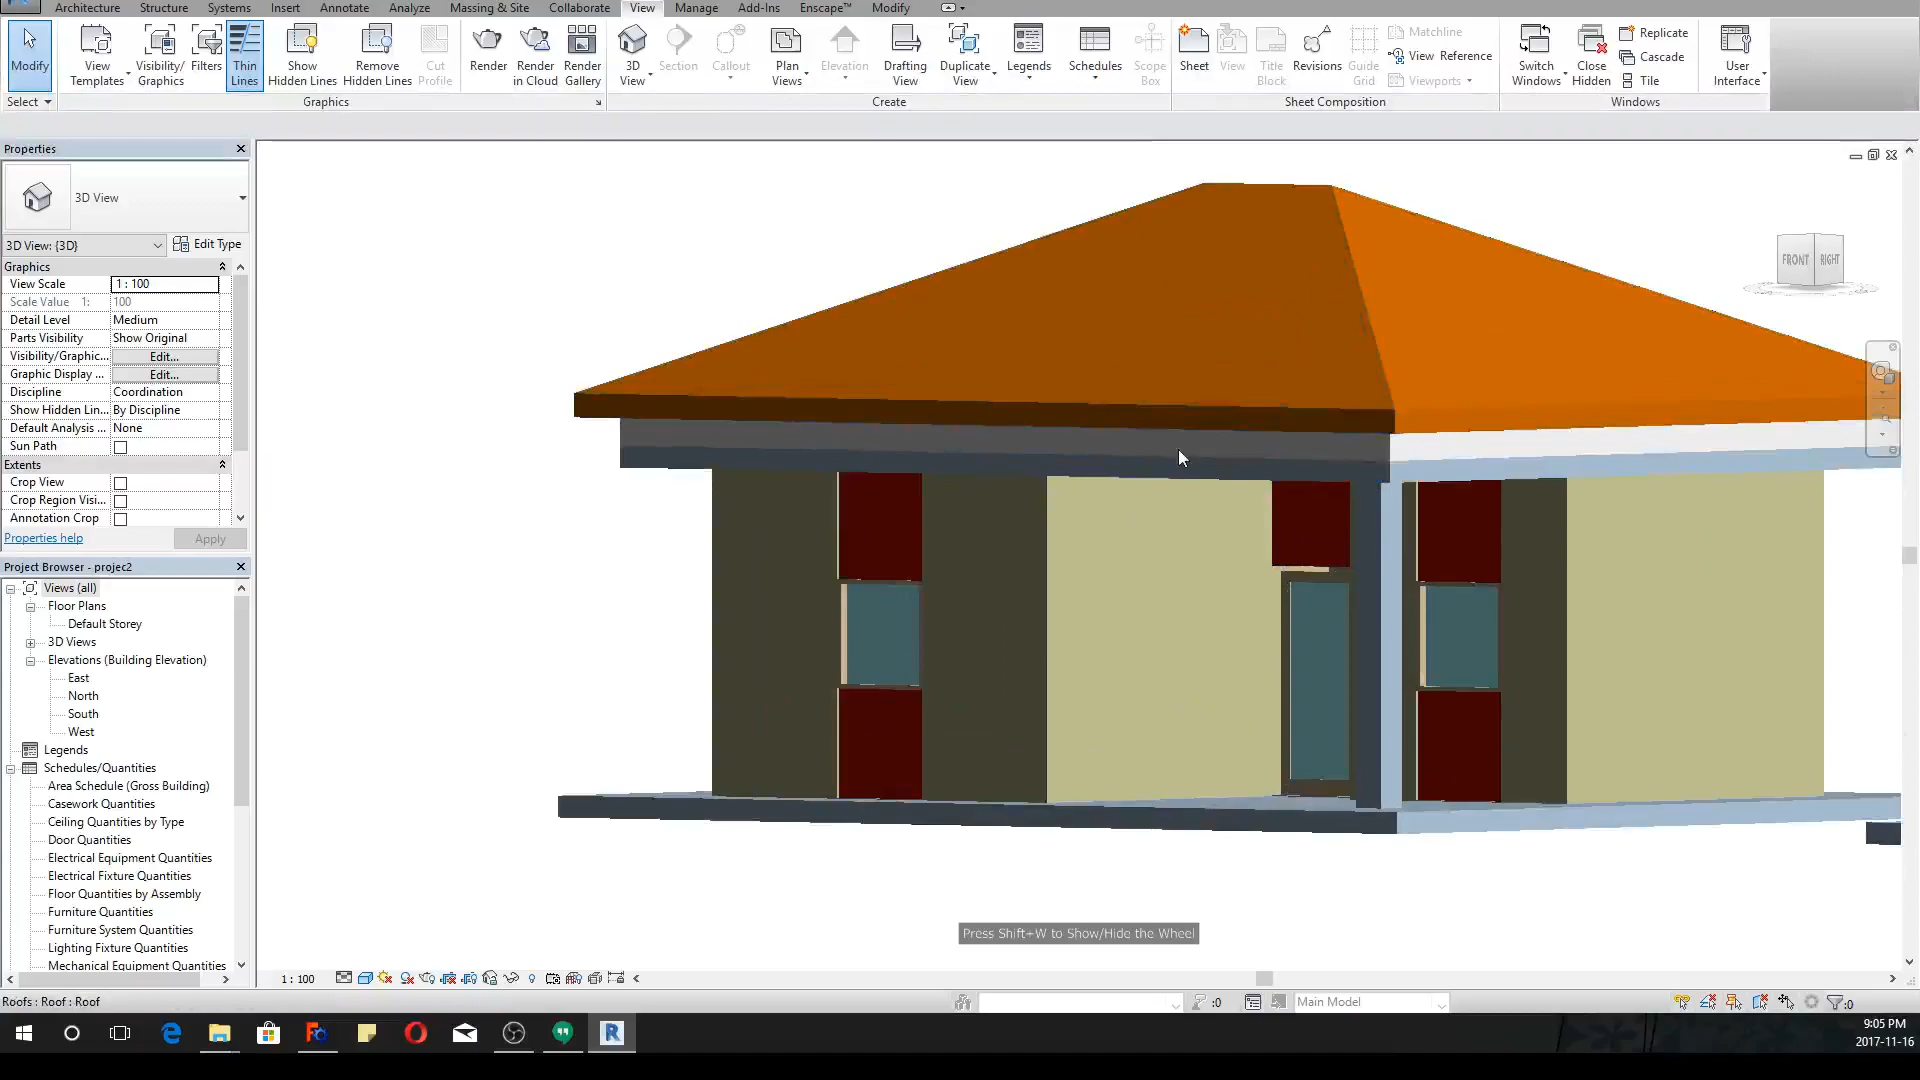 Architecture Structure Systems Insert Annotate Analyze Massing & Site Collaborate View Manage Add-Ins Enscape™ Modify
Modify
View Templates
Visibility/ Graphics
Filters
Thin Lines
Show Hidden Lines
Remove Hidden Lines
Cut Profile
Render
Render in Cloud
Render Gallery
3D View
Section
Callout
Plan Views
Elevation
Drafting View
Duplicate View
Legends
Schedules
Scope Box
Sheet
View
Title Block
Revisions
Guide Grid
Matchline
View Reference
Viewports
Switch Windows
Close Hidden
Replicate
Cascade
Tile
User Interface
Select
Graphics
Create
Sheet Composition
Windows
Properties
3D View
3D View: {3D}
Edit Type
Graphics
View Scale 1 : 100
Scale Value 1: 100
Detail Level Medium
Parts Visibility Show Original
Visibility/Graphic... Edit...
Graphic Display ... Edit...
Discipline Coordination
Show Hidden Lin... By Discipline
Default Analysis ... None
Sun Path
Extents
Crop View
Crop Region Visi...
Annotation Crop
Properties help
Apply
Project Browser - projec2
Views (all)
Floor Plans
Default Storey
3D Views
Elevations (Building Elevation)
East
North
South
West
Legends
Schedules/Quantities
Area Schedule (Gross Building)
Casework Quantities
Ceiling Quantities by Type
Door Quantities
Electrical Equipment Quantities
Electrical Fixture Quantities
Floor Quantities by Assembly
Furniture Quantities
Furniture System Quantities
Lighting Fixture Quantities
Mechanical Equipment Quantities
FRONT RIGHT
Press Shift+W to Show/Hide the Wheel
1 : 100
Roofs : Roof : Roof
:0
Main Model
:0
9:05 PM
2017-11-16